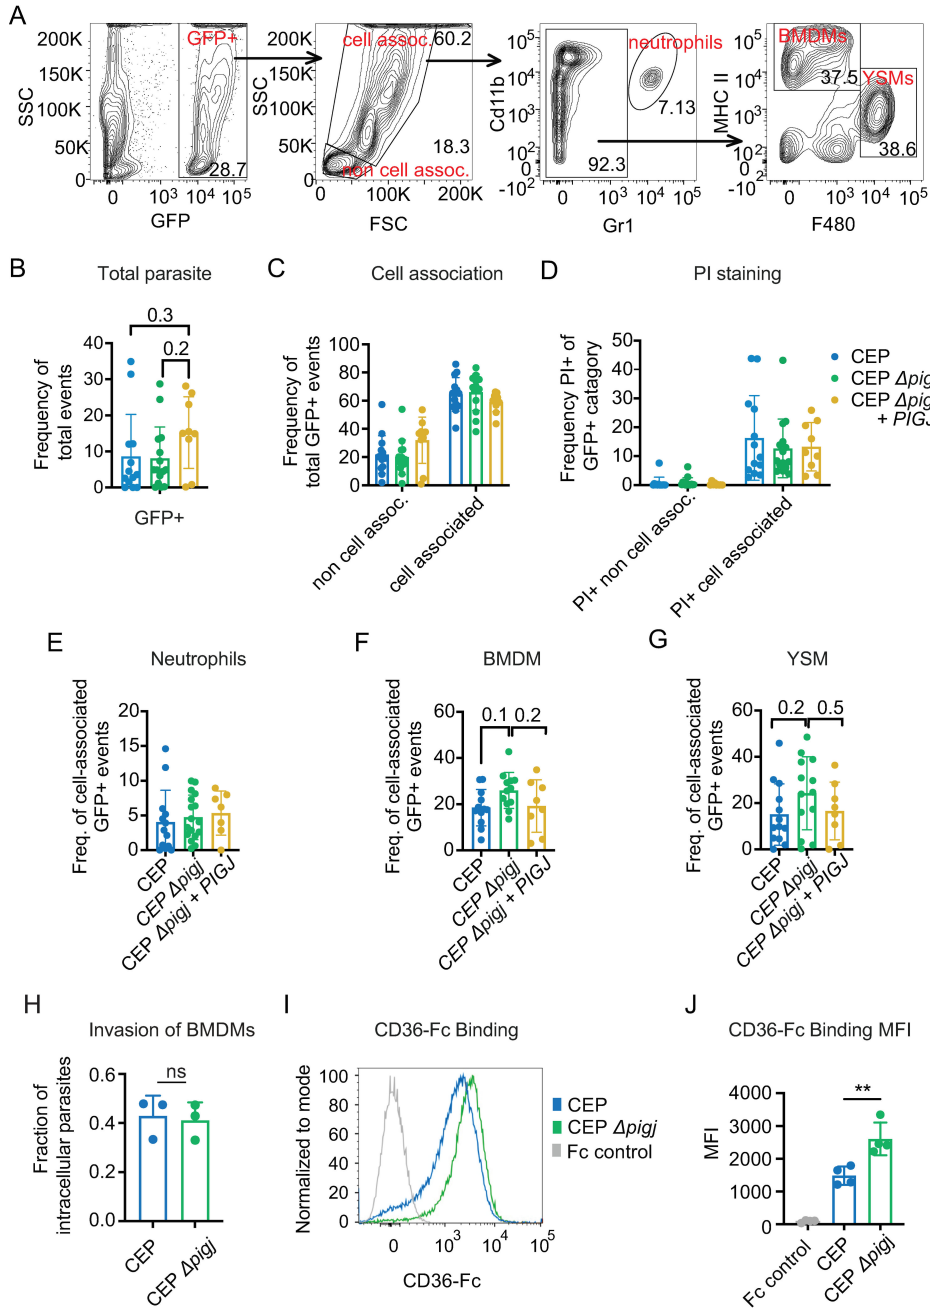 A
200K
150K
100K
50K
0
SSC
GFP+
28.7
0
10³
10⁴
10⁵
GFP
200K
150K
100K
50K
0
SSC
cell assoc.
60.2
18.3
non cell assoc.
0
100K
200K
FSC
10⁵
10⁴
10³
10²
0
-10²
Cd11b
neutrophils
7.13
92.3
0
10³
10⁴
10⁵
Gr1
10⁵
10⁴
10³
10²
0
-10²
MHC II
BMDMs
37.5
YSMs
38.6
0
10³
10⁴
10⁵
F480
B
Total parasite
0.3
0.2
40
30
20
10
0
Frequency of
total events
GFP+
C
Cell association
100
80
60
40
20
0
Frequency of
total GFP+ events
non cell assoc.
cell associated
D
PI staining
50
40
30
20
10
0
Frequency PI+ of
GFP+ catagory
PI+ non cell assoc.
PI+ cell associated
CEP
CEP Δpig
CEP Δpig
+ PIGJ
E
Neutrophils
20
15
10
5
0
Freq. of cell-associated
GFP+ events
CEP
CEP Δpigj
CEP Δpigj + PIGJ
F
BMDM
0.1
0.2
60
40
20
0
Freq. of cell-associated
GFP+ events
CEP
CEP Δpigj
CEP Δpigj + PIGJ
G
YSM
0.2
0.5
60
40
20
0
Freq. of cell-associated
GFP+ events
CEP
CEP Δpigj
CEP Δpigj + PIGJ
H
Invasion of BMDMs
ns
0.6
0.4
0.2
0.0
Fraction of
intracellular parasites
CEP
CEP Δpigj
I
CD36-Fc Binding
100
80
60
40
20
0
Normalized to mode
0
10³
10⁴
10⁵
CD36-Fc
CEP
CEP Δpigj
Fc control
J
CD36-Fc Binding MFI
**
4000
3000
2000
1000
0
MFI
Fc control
CEP
CEP Δpigj